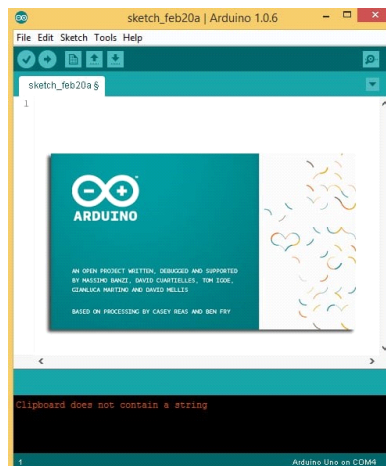 sketch_feb20a | Arduino 1.0.6
File Edit Sketch Tools Help
sketch_feb20a §
1
ARDUINO
AN OPEN PROJECT WRITTEN, DEBUGGED AND SUPPORTED
BY MASSIMO BANZI, DAVID CUARTIELLES, TOM IGOE,
GIANLUCA MARTINO AND DAVID MELLIS
BASED ON PROCESSING BY CASEY REAS AND BEN FRY
Clipboard does not contain a string
1
Arduino Uno on COM4